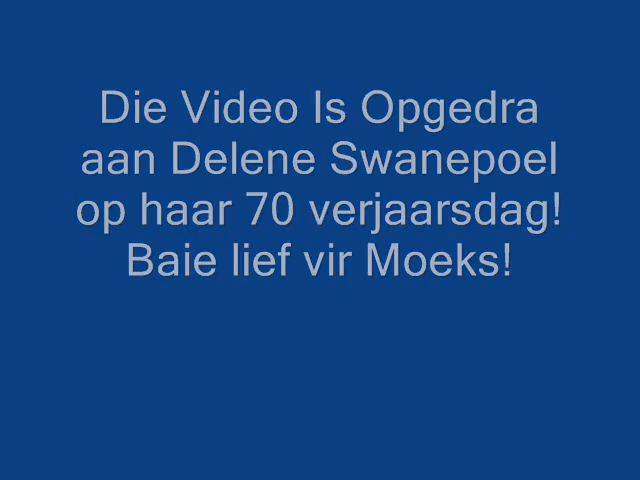 Die Video Is Opgedra
aan Delene Swanepoel
op haar 70 verjaarsdag!
Baie lief vir Moeks!